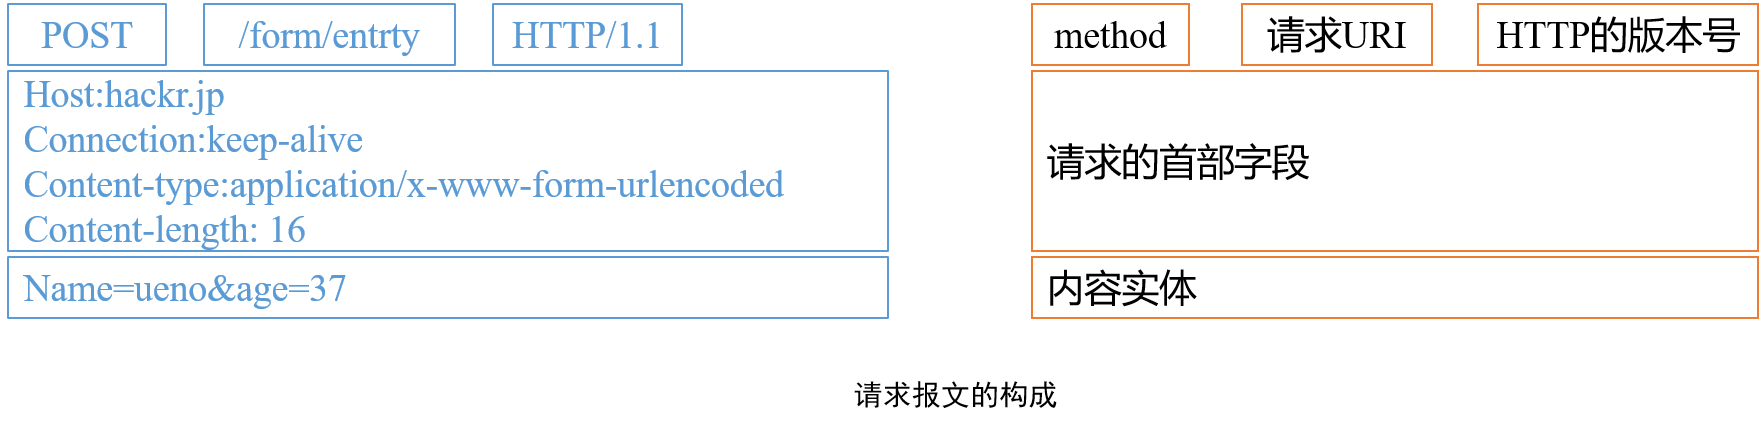 POST /form/entrty HTTP/1.1
Host:hackr.jp
Connection:keep-alive
Content-type:application/x-www-form-urlencoded
Content-length: 16
Name=ueno&age=37
method 请求URI HTTP的版本号
请求的首部字段
内容实体
请求报文的构成